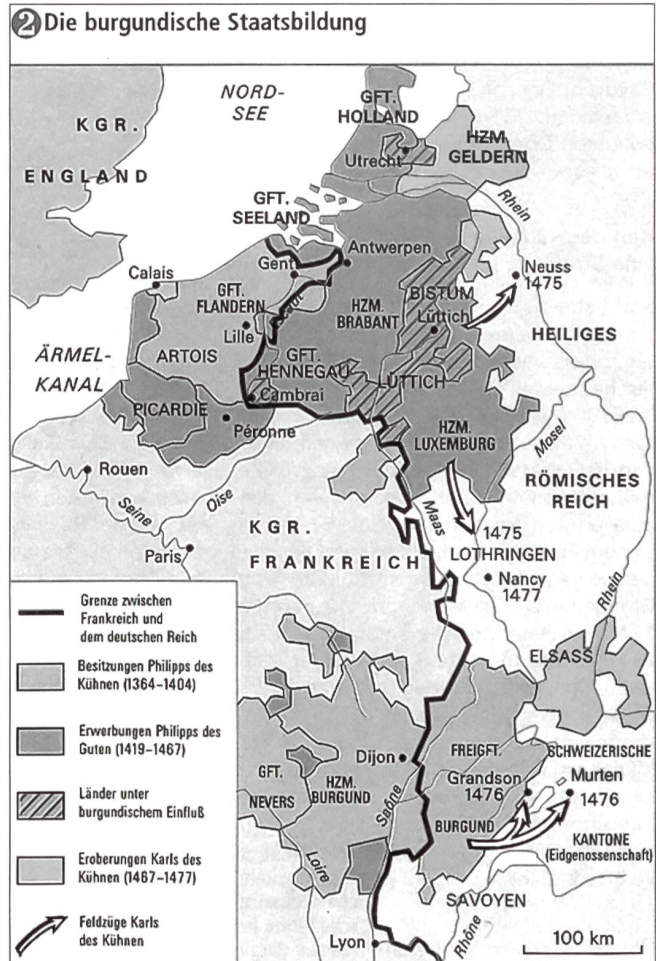 2 Die burgundische Staatsbildung
NORD-
SEE
KGR.
ENGLAND
GFT.
HOLLAND
Utrecht
HZM.
GELDERN
Rhein
GFT.
SEELAND
Antwerpen
Gent
Calais
GFT.
FLANDERN
Lille
HZM.
BRABANT
BISTUM
Lüttich
Neuss
1475
HEILIGES
ÄRMEL-
KANAL
ARTOIS
GFT.
HENNEGAU
LÜTTICH
Cambrai
PICARDIE
Péronne
HZM.
LUXEMBURG
Mosel
Rouen
Seine
Oise
RÖMISCHES
REICH
KGR.
FRANKREICH
Maas
1475
LOTHRINGEN
Paris
Nancy
1477
Rhein
ELSASS
Grenze zwischen
Frankreich und
dem deutschen Reich
Besitzungen Philipps des
Kühnen (1364–1404)
Erwerbungen Philipps des
Guten (1419–1467)
Länder unter
burgundischem Einfluß
Eroberungen Karls des
Kühnen (1467–1477)
Feldzüge Karls
des Kühnen
Dijon
FREIGFT.
BURGUND
SCHWEIZERISCHE
Grandson
1476
Murten
1476
GFT.
NEVERS
HZM.
BURGUND
Saône
KANTONE
(Eidgenossenschaft)
Loire
SAVOYEN
Lyon
Rhône
100 km